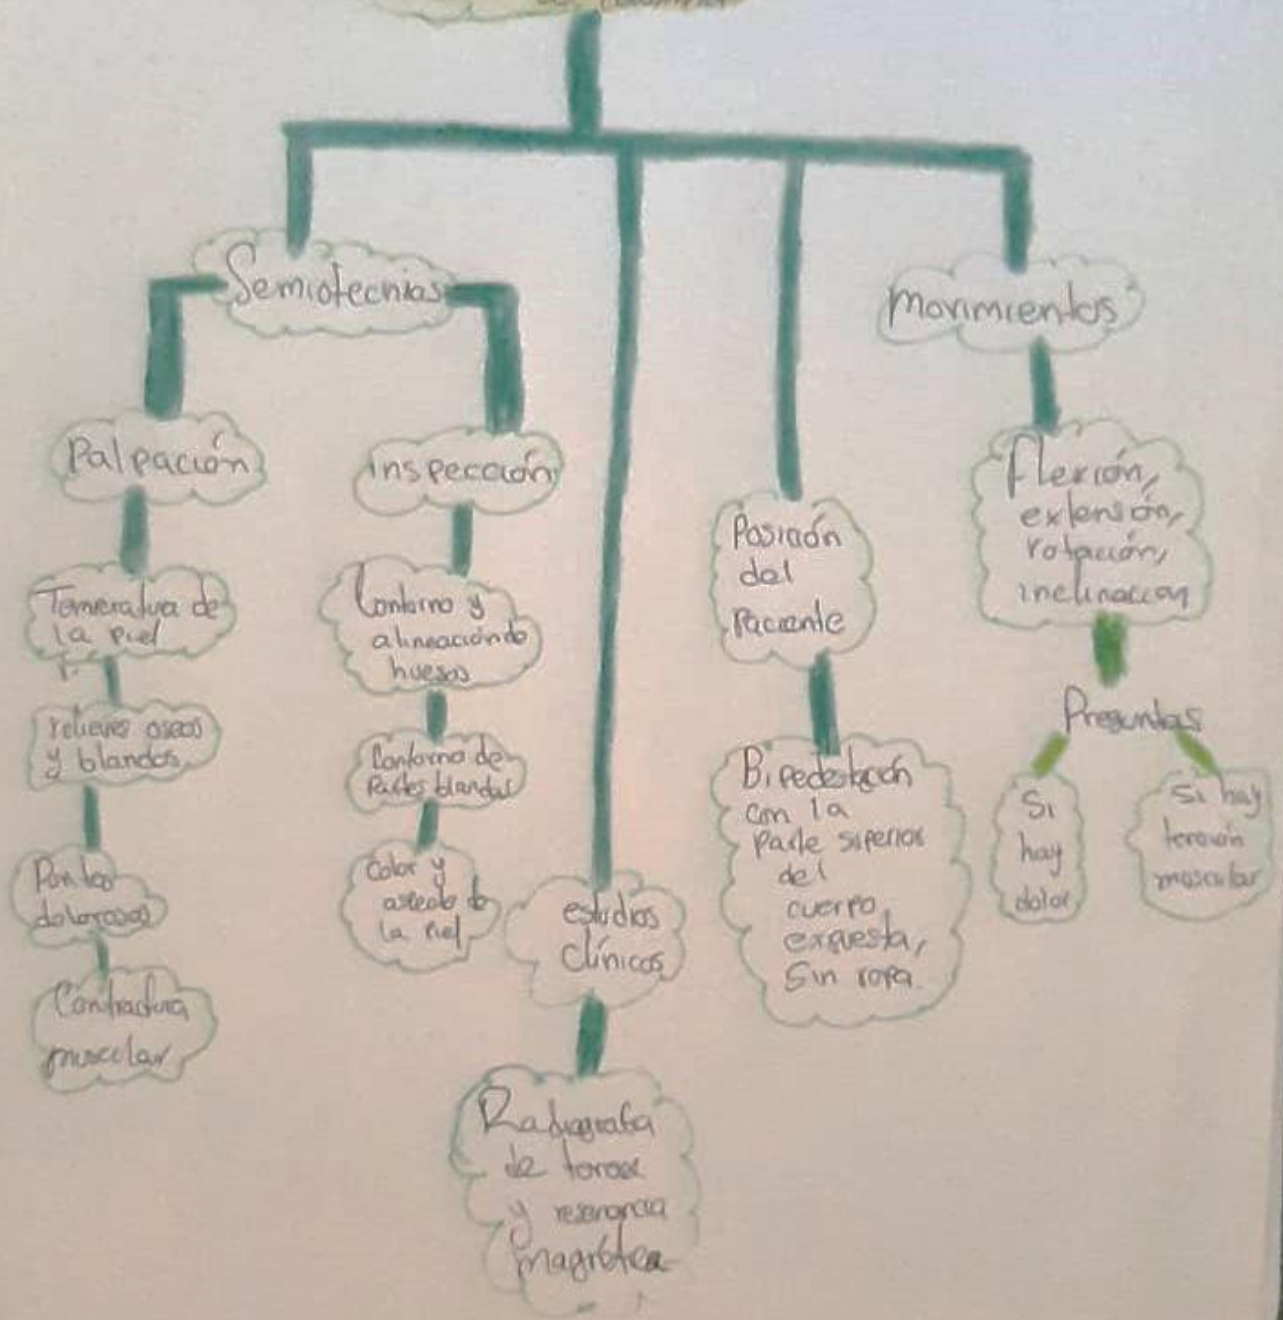 Semiotecnias
Movimientos
Palpación
inspección
Flexión,
extensión,
rotación,
inclinacion
Posición
del
Paciente
Temperatura de
la piel
Contorno y
alineación de
huesos
relieves oseos
y blandos
Preguntas
Contorno de
Partes blandas
Bipedestación
con la
parte superior
del
cuerpo
expuesta,
Sin ropa.
Si
hay
dolor
Si hay
tensión
muscular
Puntos
dolorosos
Color y
aspecto de
la piel
estudios
clínicos
Contractura
muscular
Radiografia
de torax
y resonancia
magnética